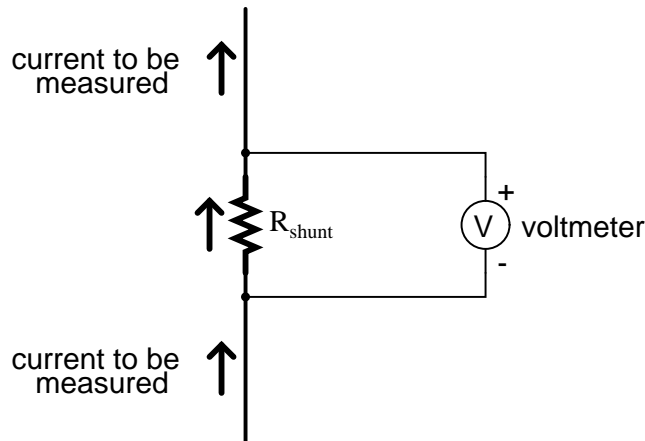 current to be
measured
R_shunt
+
V
voltmeter
-
current to be
measured